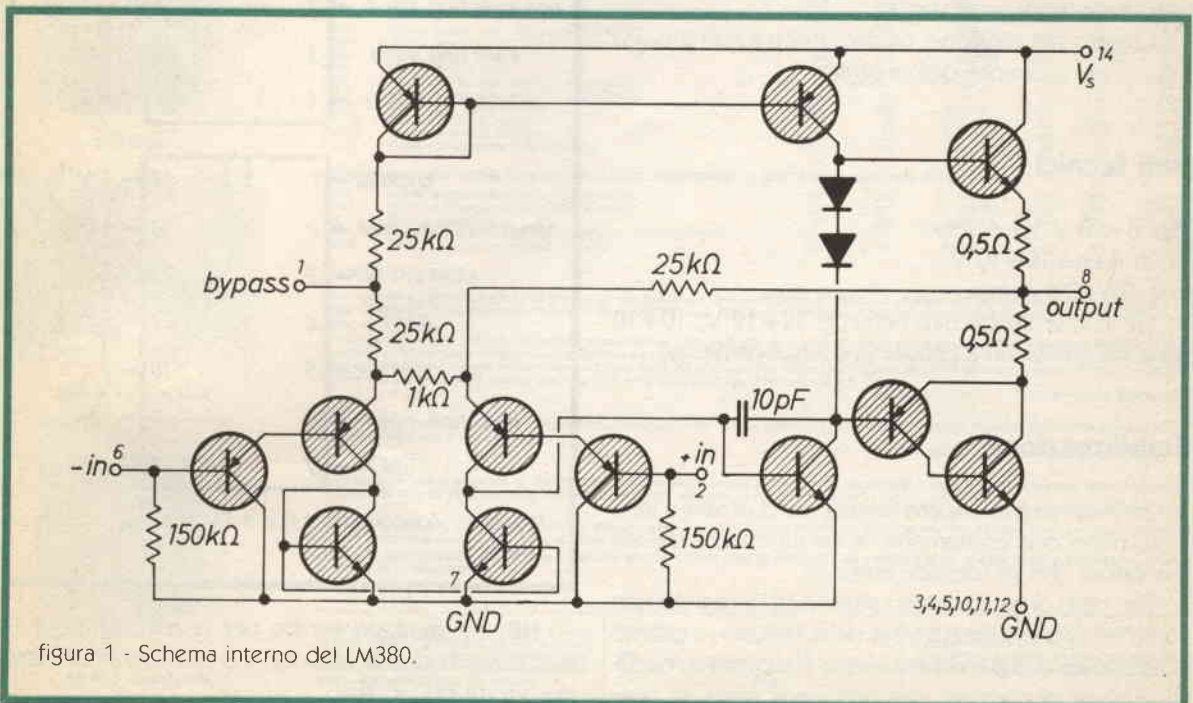 14
Vs
25kΩ
bypass 1
25kΩ
8
output
0,5Ω
25kΩ
0,5Ω
1kΩ
10pF
-in 6
+in
2
150kΩ
150kΩ
7
GND
3,4,5,10,11,12
GND
figura 1 - Schema interno del LM380.